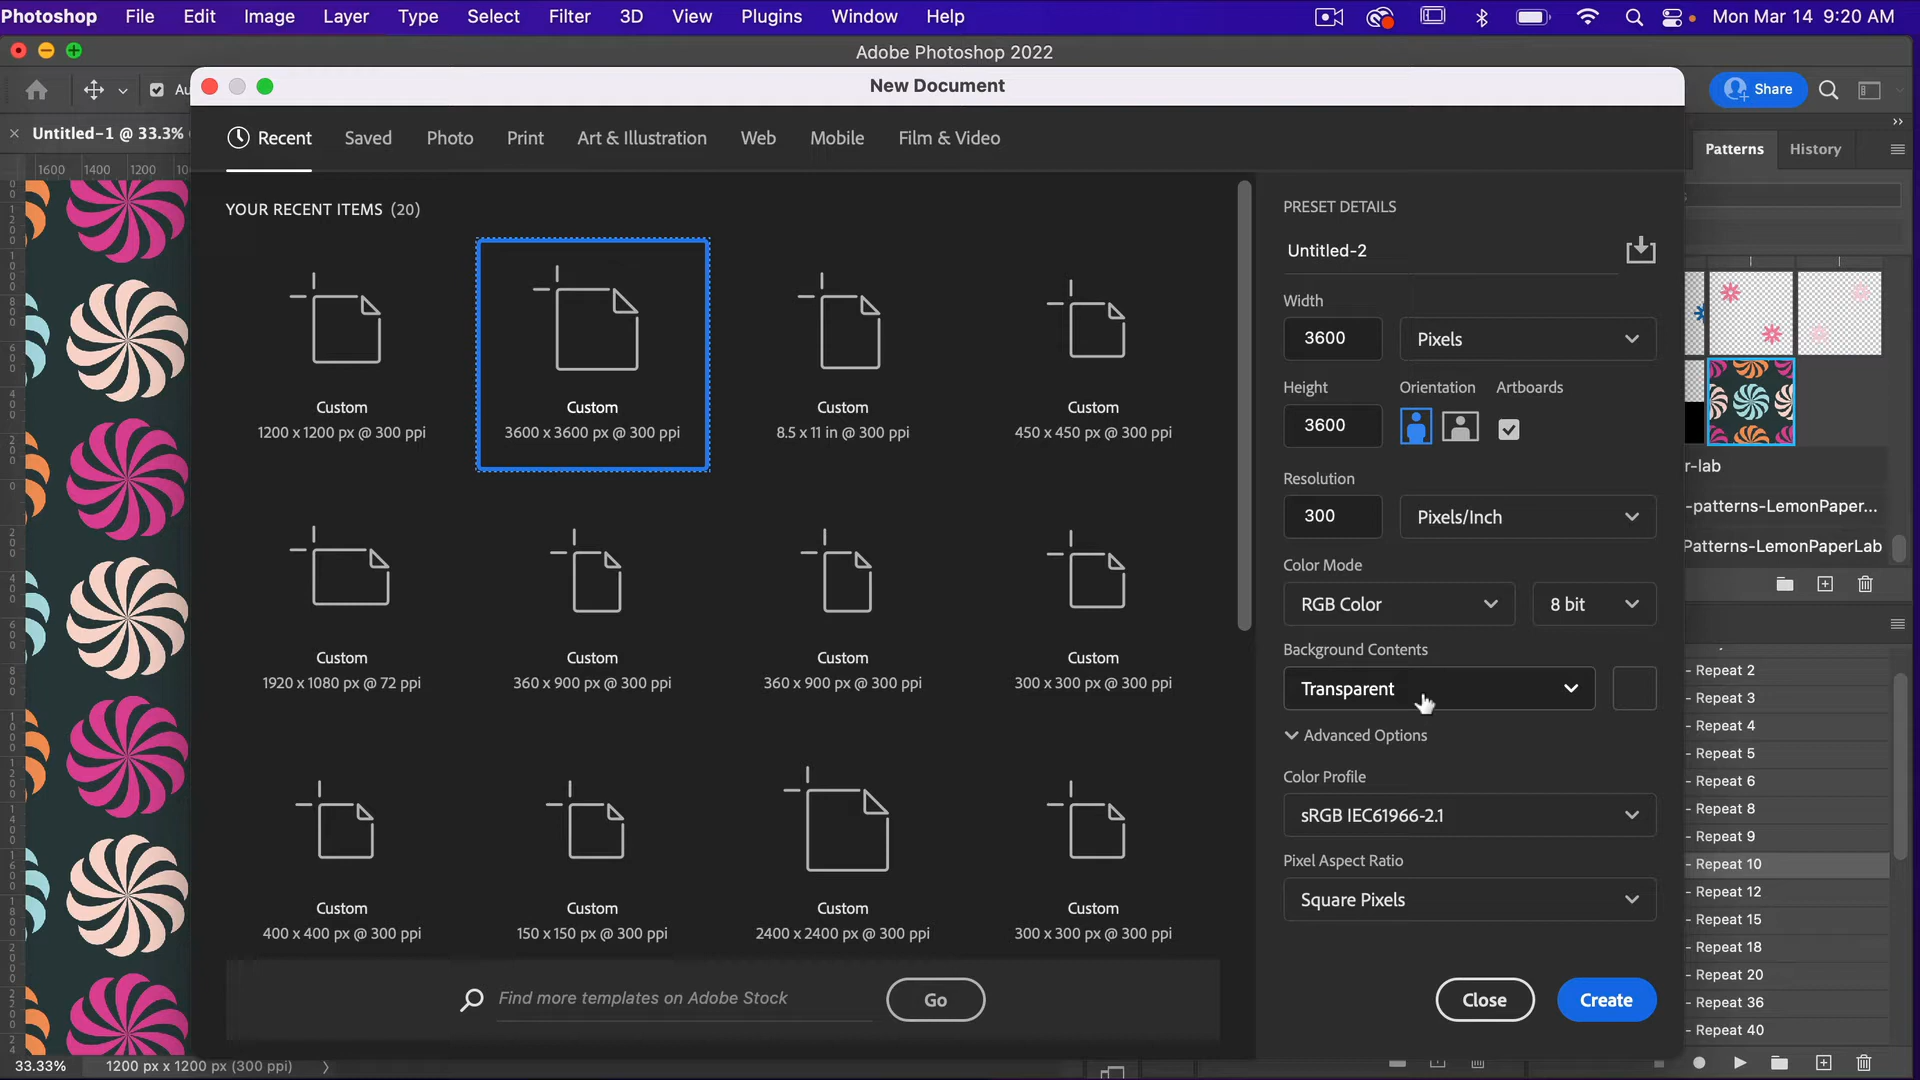 Photoshop File Edit Image Layer Type Select Filter 3D View Plugins Window Help Mon Mar 14 9:20 AM
Adobe Photoshop 2022
Au
New Document
Share
Untitled-1 @ 33.3%
Recent Saved Photo Print Art & Illustration Web Mobile Film & Video
Patterns History
1600 1400 1200
YOUR RECENT ITEMS (20)
Custom
1200 x 1200 px @ 300 ppi
Custom
3600 x 3600 px @ 300 ppi
Custom
8.5 x 11 in @ 300 ppi
Custom
450 x 450 px @ 300 ppi
Custom
1920 x 1080 px @ 72 ppi
Custom
360 x 900 px @ 300 ppi
Custom
360 x 900 px @ 300 ppi
Custom
300 x 300 px @ 300 ppi
Custom
400 x 400 px @ 300 ppi
Custom
150 x 150 px @ 300 ppi
Custom
2400 x 2400 px @ 300 ppi
Custom
300 x 300 px @ 300 ppi
Find more templates on Adobe Stock
Go
PRESET DETAILS
Untitled-2
Width
3600 Pixels
Height Orientation Artboards
3600
Resolution
300 Pixels/Inch
Color Mode
RGB Color 8 bit
Background Contents
Transparent
Advanced Options
Color Profile
sRGB IEC61966-2.1
Pixel Aspect Ratio
Square Pixels
Close Create
r-lab
-patterns-LemonPaper...
Patterns-LemonPaperLab
- Repeat 2
- Repeat 3
- Repeat 4
- Repeat 5
- Repeat 6
- Repeat 8
- Repeat 9
- Repeat 10
- Repeat 12
- Repeat 15
- Repeat 18
- Repeat 20
- Repeat 36
- Repeat 40
33.33% 1200 px x 1200 px (300 ppi)